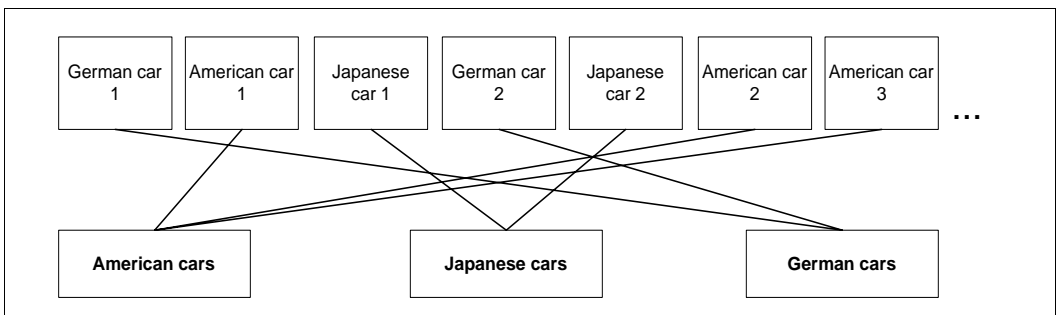 German car
1
American car
1
Japanese
car 1
German car
2
Japanese
car 2
American car
2
American car
3
...
American cars
Japanese cars
German cars